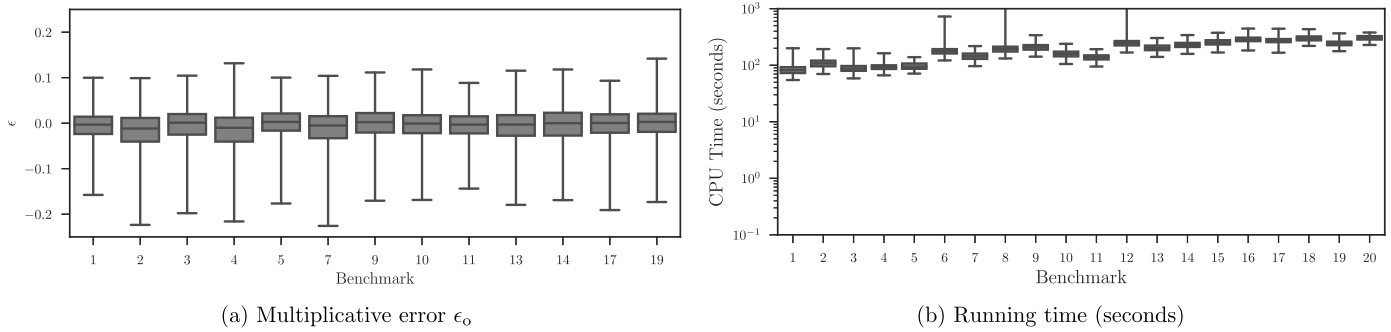 0.2
0.1
0.0
−0.1
−0.2
ϵ
1 2 3 4 5 7 9 10 11 13 14 17 19
Benchmark
(a) Multiplicative error ϵₒ
10³
10²
10¹
10⁰
10⁻¹
CPU Time (seconds)
1 2 3 4 5 6 7 8 9 10 11 12 13 14 15 16 17 18 19 20
Benchmark
(b) Running time (seconds)